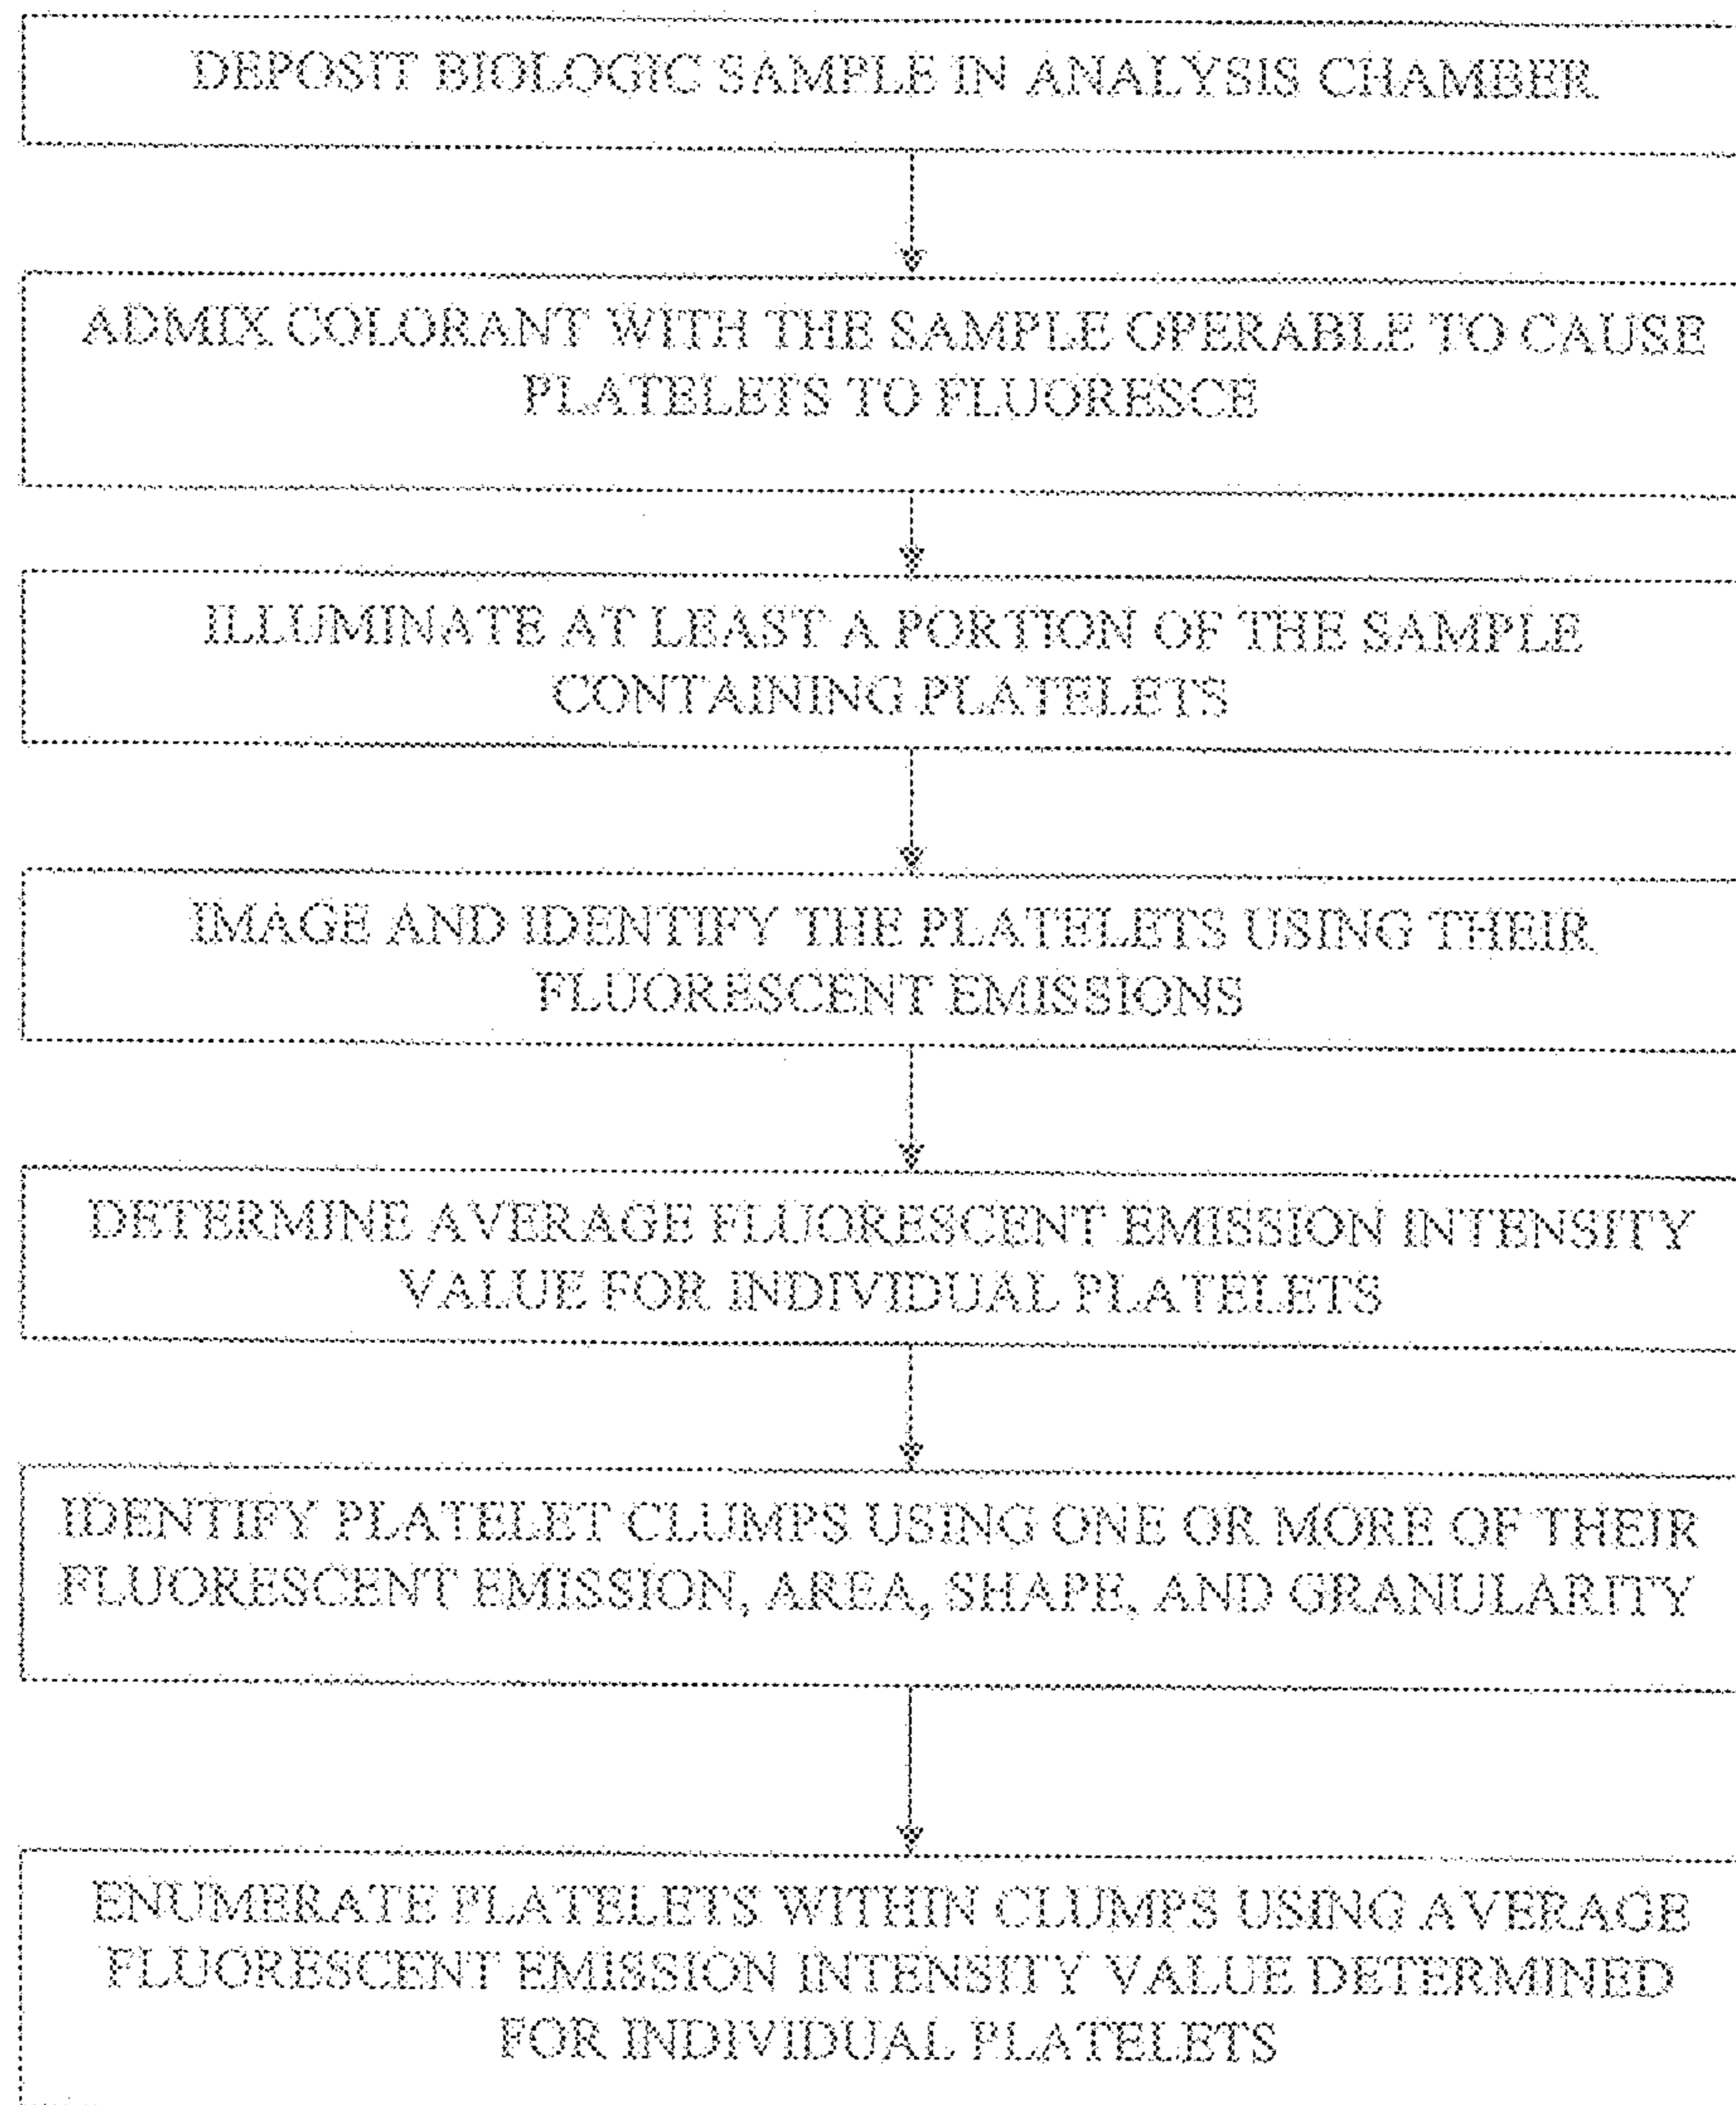 DEPOSIT BIOLOGIC SAMPLE IN ANALYSIS CHAMBER
ADMIX COLORANT WITH THE SAMPLE OPERABLE TO CAUSE
PLATELETS TO FLUORESCE
ILLUMINATE AT LEAST A PORTION OF THE SAMPLE
CONTAINING PLATELETS
IMAGE AND IDENTIFY THE PLATELETS USING THEIR
FLUORESCENT EMISSIONS
DETERMINE AVERAGE FLUORESCENT EMISSION INTENSITY
VALUE FOR INDIVIDUAL PLATELETS
IDENTIFY PLATELET CLUMPS USING ONE OR MORE OF THEIR
FLUORESCENT EMISSION, AREA, SHAPE, AND GRANULARITY
ENUMERATE PLATELETS WITHIN CLUMPS USING AVERAGE
FLUORESCENT EMISSION INTENSITY VALUE DETERMINED
FOR INDIVIDUAL PLATELETS